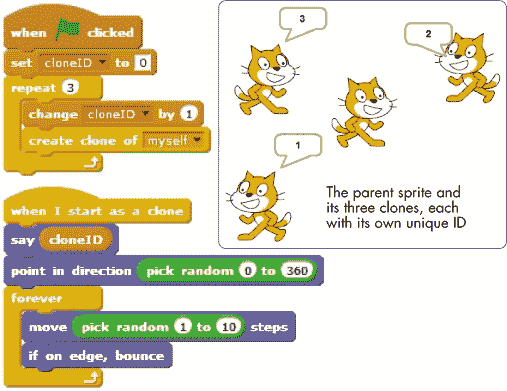 when clicked
set cloneID to 0
repeat 3
change cloneID by 1
create clone of myself
when I start as a clone
say cloneID
point in direction pick random 0 to 360
forever
move pick random 1 to 10 steps
if on edge, bounce
3
2
1
The parent sprite and
its three clones, each
with its own unique ID